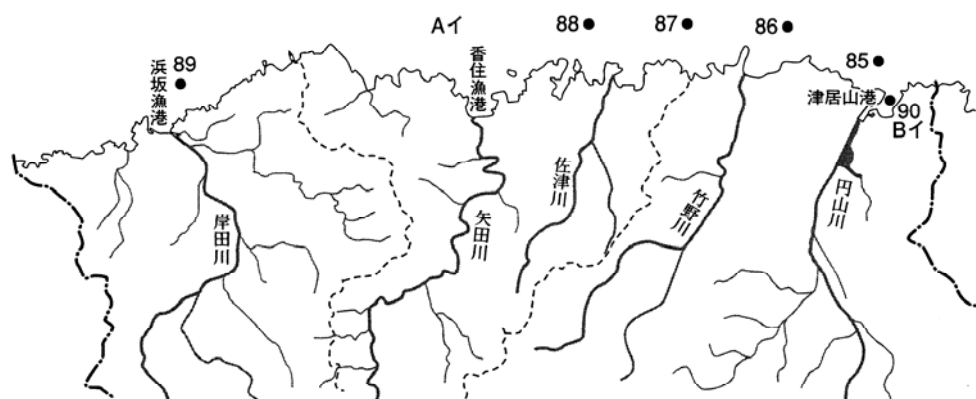 Aイ
88
87
86
89
85
浜坂漁港
香住漁港
津居山港
90
Bイ
岸田川
矢田川
佐津川
竹野川
円山川